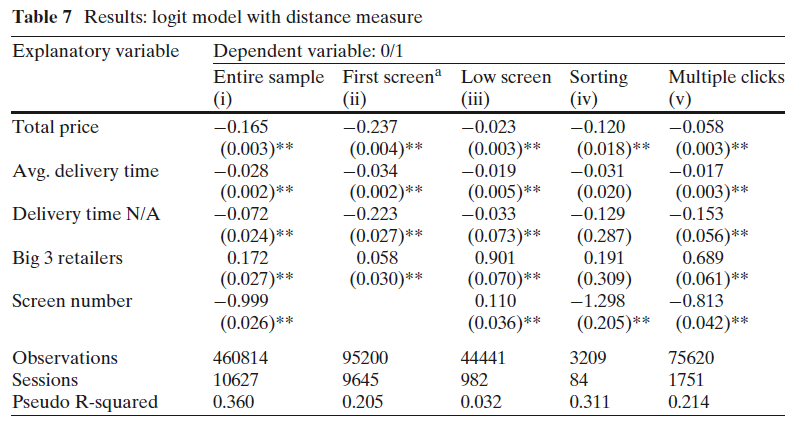 Table 7 Results: logit model with distance measure
Explanatory variable Dependent variable: 0/1
Entire sample First screenᵃ Low screen Sorting Multiple clicks
(i) (ii) (iii) (iv) (v)
Total price −0.165 −0.237 −0.023 −0.120 −0.058
(0.003)** (0.004)** (0.003)** (0.018)** (0.003)**
Avg. delivery time −0.028 −0.034 −0.019 −0.031 −0.017
(0.002)** (0.002)** (0.005)** (0.020) (0.003)**
Delivery time N/A −0.072 −0.223 −0.033 −0.129 −0.153
(0.024)** (0.027)** (0.073)** (0.287) (0.056)**
Big 3 retailers 0.172 0.058 0.901 0.191 0.689
(0.027)** (0.030)** (0.070)** (0.309) (0.061)**
Screen number −0.999 0.110 −1.298 −0.813
(0.026)** (0.036)** (0.205)** (0.042)**
Observations 460814 95200 44441 3209 75620
Sessions 10627 9645 982 84 1751
Pseudo R-squared 0.360 0.205 0.032 0.311 0.214